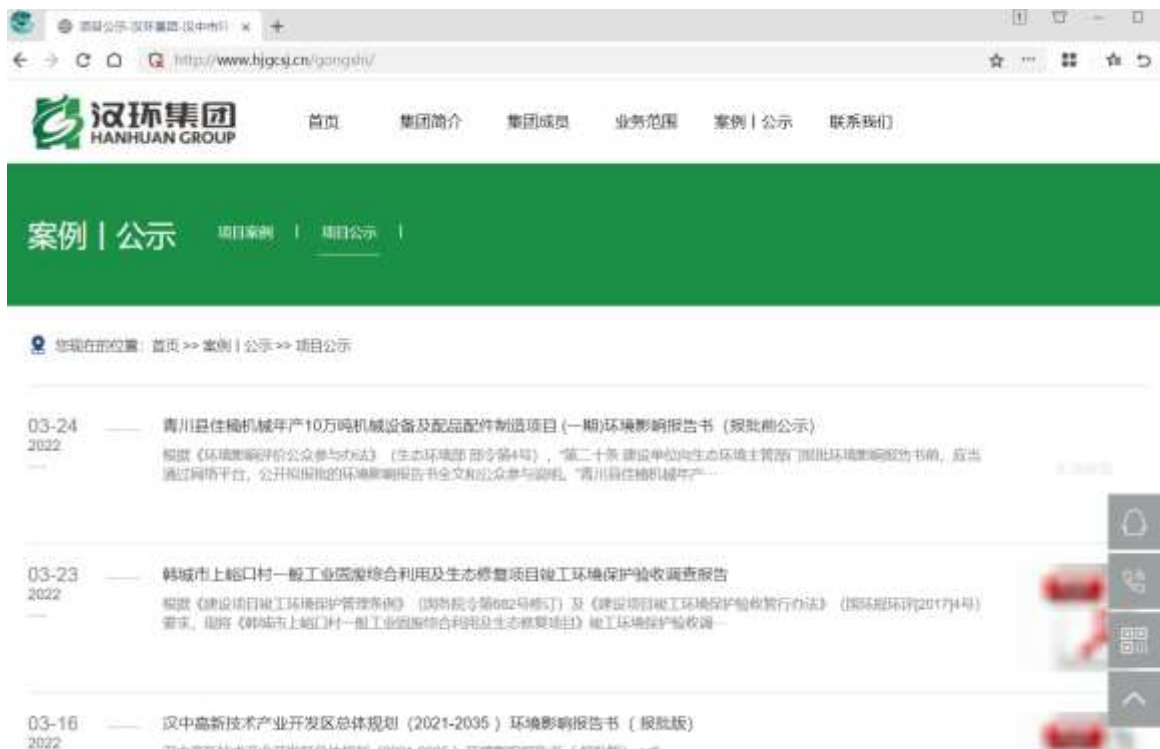 项目公示-汉环集团-汉中市
http://www.hjgcsj.cn/gongshi/
汉环集团
HANHUAN GROUP
首页 集团简介 集团成员 业务范围 案例 | 公示 联系我们
案例 | 公示 项目案例 | 项目公示 |
您现在的位置: 首页 >> 案例 | 公示 >> 项目公示
03-24
2022
青川县佳楠机械年产10万吨机械设备及配品配件制造项目 (一期)环境影响报告书(报批前公示)
根据《环境影响评价公众参与办法》(生态环境部 部令第4号),“第二十条 建设单位向生态环境主管部门报批环境影响报告书前,应当
通过网络平台,公开拟报批的环境影响报告书全文和公众参与说明。”青川县佳楠机械年产…
03-23
2022
韩城市上峪口村一般工业固废综合利用及生态修复项目竣工环境保护验收调查报告
根据《建设项目竣工环境保护管理条例》(国务院令第682号修订)及《建设项目竣工环境保护验收暂行办法》(国环规环评[2017]4号)
要求,现将《韩城市上峪口村一般工业固废综合利用及生态修复项目》竣工环境保护验收调…
03-16
2022
汉中高新技术产业开发区总体规划(2021-2035)环境影响报告书(报批版)